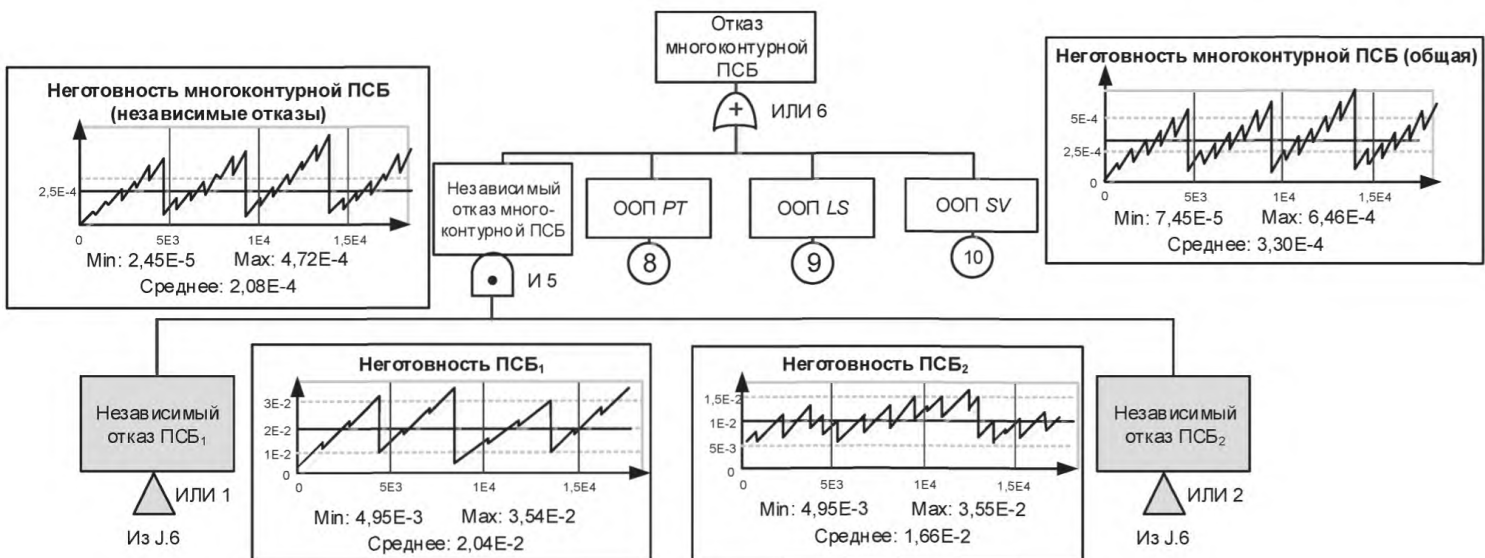 Отказ
многоконтурной
ПСБ
ИЛИ 6
Неготовность многоконтурной ПСБ
(независимые отказы)
2,5E-4
0
5E3
1E4
1,5E4
Min: 2,45E-5 Max: 4,72E-4
Среднее: 2,08E-4
Неготовность многоконтурной ПСБ (общая)
5E-4
2,5E-4
0
0
5E3
1E4
1,5E4
Min: 7,45E-5 Max: 6,46E-4
Среднее: 3,30E-4
Независимый
отказ много-
контурной ПСБ
И 5
ООП PT
8
ООП LS
9
ООП SV
10
Независимый
отказ ПСБ₁
ИЛИ 1
Из J.6
Неготовность ПСБ₁
3E-2
2E-2
1E-2
0
0
5E3
1E4
1,5E4
Min: 4,95E-3 Max: 3,54E-2
Среднее: 2,04E-2
Неготовность ПСБ₂
1,5E-2
1E-2
5E-3
0
0
5E3
1E4
1,5E4
Min: 4,95E-3 Max: 3,55E-2
Среднее: 1,66E-2
Независимый
отказ ПСБ₂
ИЛИ 2
Из J.6